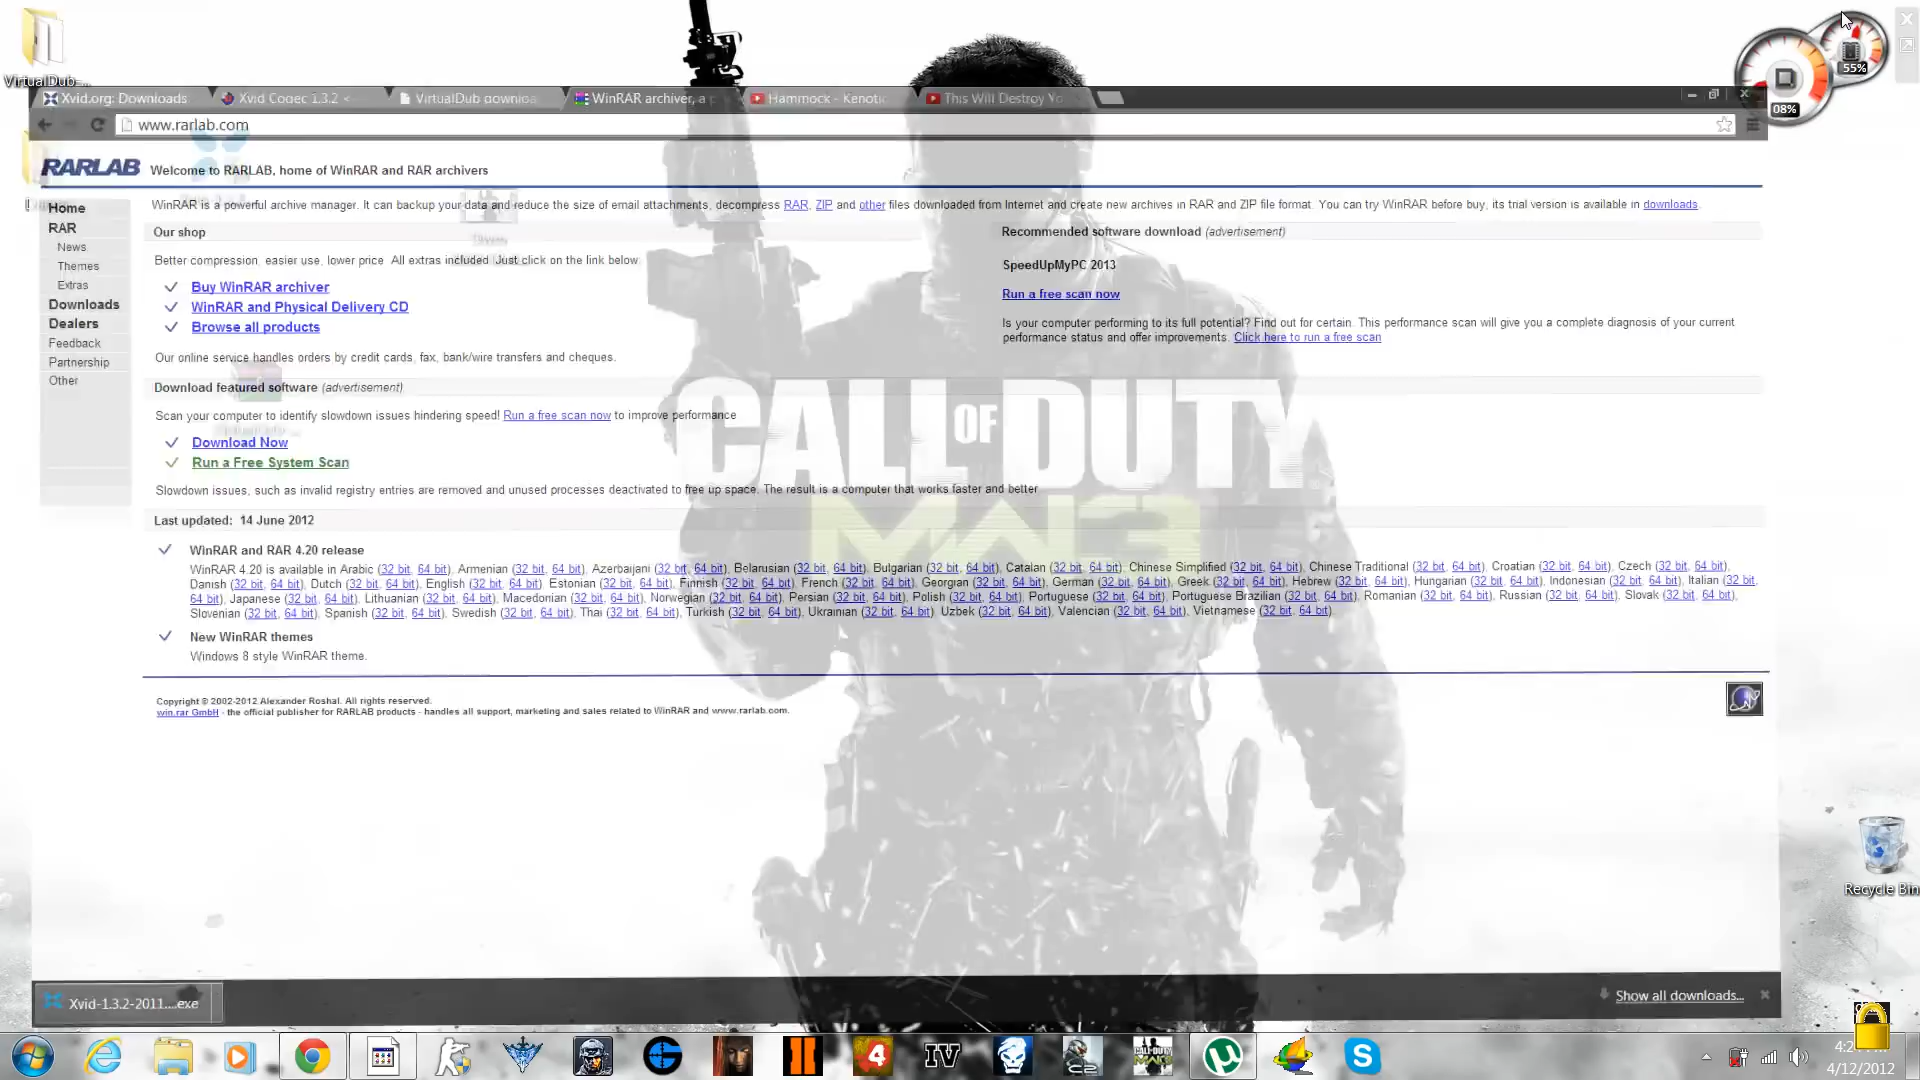 VirtualDub-...
55%
08%
Xvid.org: Downloads
Xvid Codec 1.3.2 <
VirtualDub downloa
WinRAR archiver, a p
Hammock - Kenotic
This Will Destroy Yo
www.rarlab.com
RARLAB
Welcome to RARLAB, home of WinRAR and RAR archivers
WinRAR is a powerful archive manager. It can backup your data and reduce the size of email attachments, decompress RAR, ZIP and other files downloaded from Internet and create new archives in RAR and ZIP file format. You can try WinRAR before buy, its trial version is available in downloads.
Home
RAR
News
Themes
Extras
Downloads
Dealers
Feedback
Partnership
Other
Our shop
Better compression, easier use, lower price. All extras included. Just click on the link below:
Buy WinRAR archiver
WinRAR and Physical Delivery CD
Browse all products
Our online service handles orders by credit cards, fax, bank/wire transfers and cheques.
Recommended software download (advertisement)
SpeedUpMyPC 2013
Run a free scan now
Is your computer performing to its full potential? Find out for certain. This performance scan will give you a complete diagnosis of your current
performance status and offer improvements. Click here to run a free scan
Download featured software (advertisement)
Scan your computer to identify slowdown issues hindering speed! Run a free scan now to improve performance
Download Now
Run a Free System Scan
Slowdown issues, such as invalid registry entries are removed and unused processes deactivated to free up space. The result is a computer that works faster and better
CALL OF DUTY
MW3
Last updated: 14 June 2012
WinRAR and RAR 4.20 release
WinRAR 4.20 is available in Arabic (32 bit, 64 bit), Armenian (32 bit, 64 bit), Azerbaijani (32 bit, 64 bit), Belarusian (32 bit, 64 bit), Bulgarian (32 bit, 64 bit), Catalan (32 bit, 64 bit), Chinese Simplified (32 bit, 64 bit), Chinese Traditional (32 bit, 64 bit), Croatian (32 bit, 64 bit), Czech (32 bit, 64 bit),
Danish (32 bit, 64 bit), Dutch (32 bit, 64 bit), English (32 bit, 64 bit), Estonian (32 bit, 64 bit), Finnish (32 bit, 64 bit), French (32 bit, 64 bit), Georgian (32 bit, 64 bit), German (32 bit, 64 bit), Greek (32 bit, 64 bit), Hebrew (32 bit, 64 bit), Hungarian (32 bit, 64 bit), Indonesian (32 bit, 64 bit), Italian (32 bit,
64 bit), Japanese (32 bit, 64 bit), Lithuanian (32 bit, 64 bit), Macedonian (32 bit, 64 bit), Norwegian (32 bit, 64 bit), Persian (32 bit, 64 bit), Polish (32 bit, 64 bit), Portuguese (32 bit, 64 bit), Portuguese Brazilian (32 bit, 64 bit), Romanian (32 bit, 64 bit), Russian (32 bit, 64 bit), Slovak (32 bit, 64 bit),
Slovenian (32 bit, 64 bit), Spanish (32 bit, 64 bit), Swedish (32 bit, 64 bit), Thai (32 bit, 64 bit), Turkish (32 bit, 64 bit), Ukrainian (32 bit, 64 bit), Uzbek (32 bit, 64 bit), Valencian (32 bit, 64 bit), Vietnamese (32 bit, 64 bit).
New WinRAR themes
Windows 8 style WinRAR theme.
Copyright © 2002-2012 Alexander Roshal. All rights reserved.
win.rar GmbH - the official publisher for RARLAB products - handles all support, marketing and sales related to WinRAR and www.rarlab.com.
Recycle Bin
Xvid-1.3.2-2011....exe
Show all downloads...
II
4
IV
C2
CALL OF DUTY
MW3
S
4/12/2012